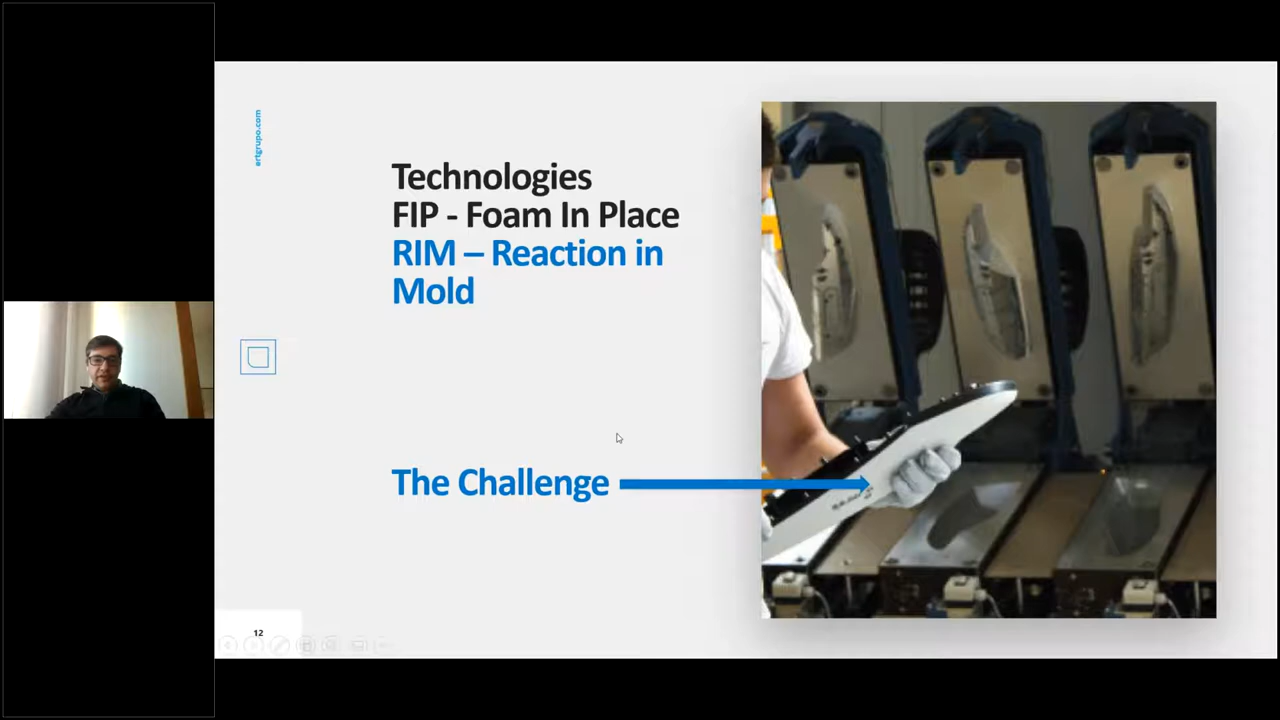 ertgrupo.com
Technologies
FIP - Foam In Place
RIM – Reaction in
Mold
The Challenge
12